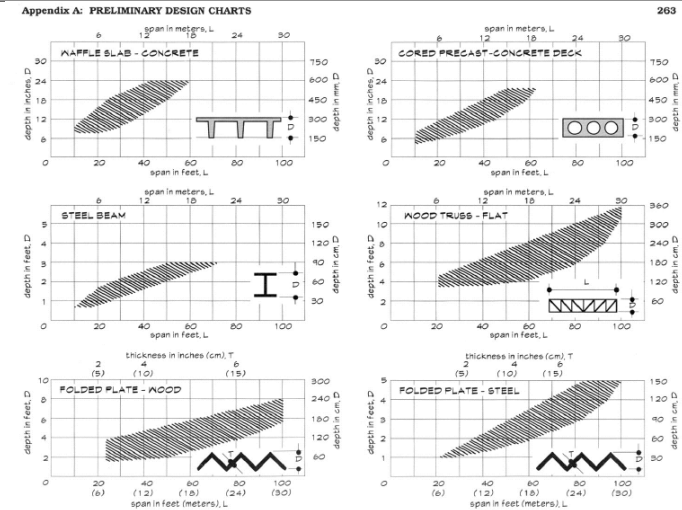 Appendix A: PRELIMINARY DESIGN CHARTS 263
span in meters, L
6 12 18 24 30
WAFFLE SLAB - CONCRETE
depth in inches, D
30
24
18
12
6
depth in mm, D
750
600
450
300
150
D
0 20 40 60 80 100
span in feet, L
span in meters, L
6 12 18 24 30
CORED PRECAST-CONCRETE DECK
depth in inches, D
30
24
18
12
6
depth in mm, D
750
600
450
300
150
D
0 20 40 60 80 100
span in feet, L
span in meters, L
6 12 18 24 30
STEEL BEAM
depth in feet, D
5
4
3
2
1
depth in cm, D
150
120
90
60
30
D
0 20 40 60 80 100
span in feet, L
span in meters, L
6 12 18 24 30
WOOD TRUSS - FLAT
depth in feet, D
12
10
8
6
4
2
depth in cm, D
360
300
240
180
120
60
L
D
0 20 40 60 80 100
span in feet, L
thickness in inches (cm), T
2 4 6
(5) (10) (15)
FOLDED PLATE - WOOD
depth in feet, D
10
8
6
4
2
depth in cm, D
300
240
180
120
60
T
D
0 20 40 60 80 100
(6) (12) (18) (24) (30)
span in feet (meters), L
thickness in inches (cm), T
2 4 6
(5) (10) (15)
FOLDED PLATE - STEEL
depth in feet, D
5
4
3
2
1
depth in cm, D
150
120
90
60
30
T
D
0 20 40 60 80 100
(6) (12) (18) (24) (30)
span in feet (meters), L